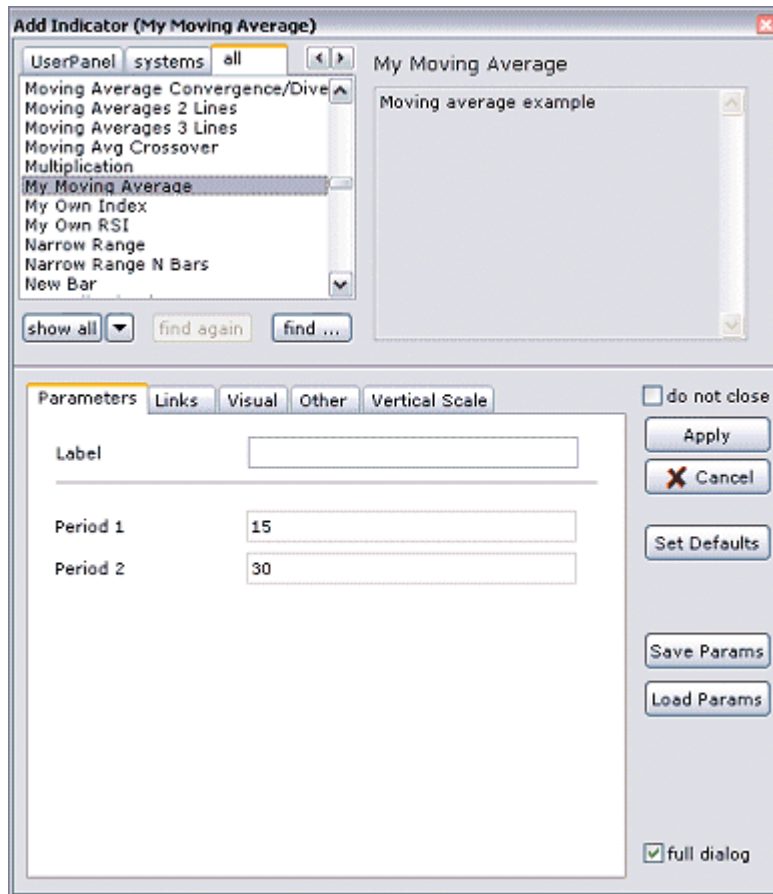 Add Indicator (My Moving Average)
UserPanel systems all
Moving Average Convergence/Dive
Moving Averages 2 Lines
Moving Averages 3 Lines
Moving Avg Crossover
Multiplication
My Moving Average
My Own Index
My Own RSI
Narrow Range
Narrow Range N Bars
New Bar
show all find again find ...
My Moving Average
Moving average example
Parameters Links Visual Other Vertical Scale
Label
Period 1 15
Period 2 30
do not close
Apply
Cancel
Set Defaults
Save Params
Load Params
full dialog